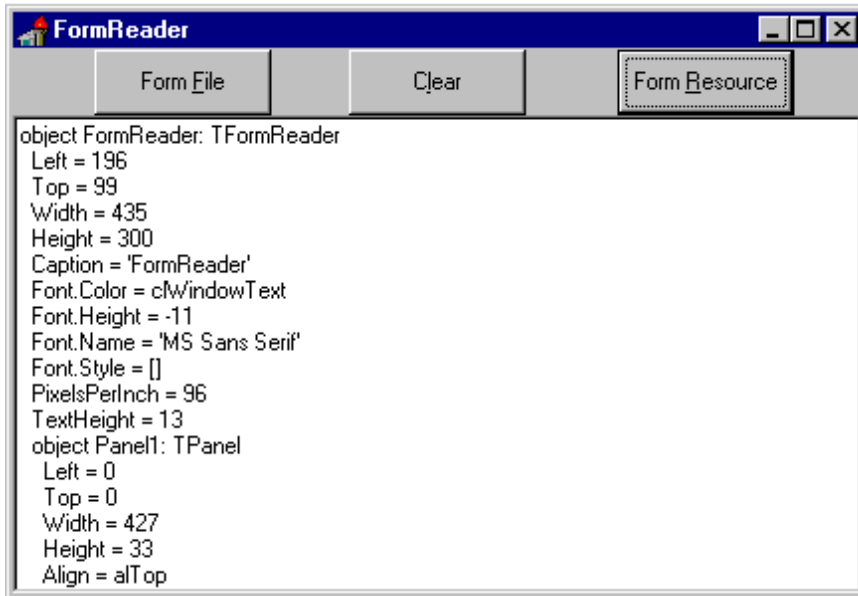 FormReader
Form File Clear Form Resource
object FormReader: TFormReader
Left = 196
Top = 99
Width = 435
Height = 300
Caption = 'FormReader'
Font.Color = clWindowText
Font.Height = -11
Font.Name = 'MS Sans Serif'
Font.Style = []
PixelsPerInch = 96
TextHeight = 13
object Panel1: TPanel
Left = 0
Top = 0
Width = 427
Height = 33
Align = alTop